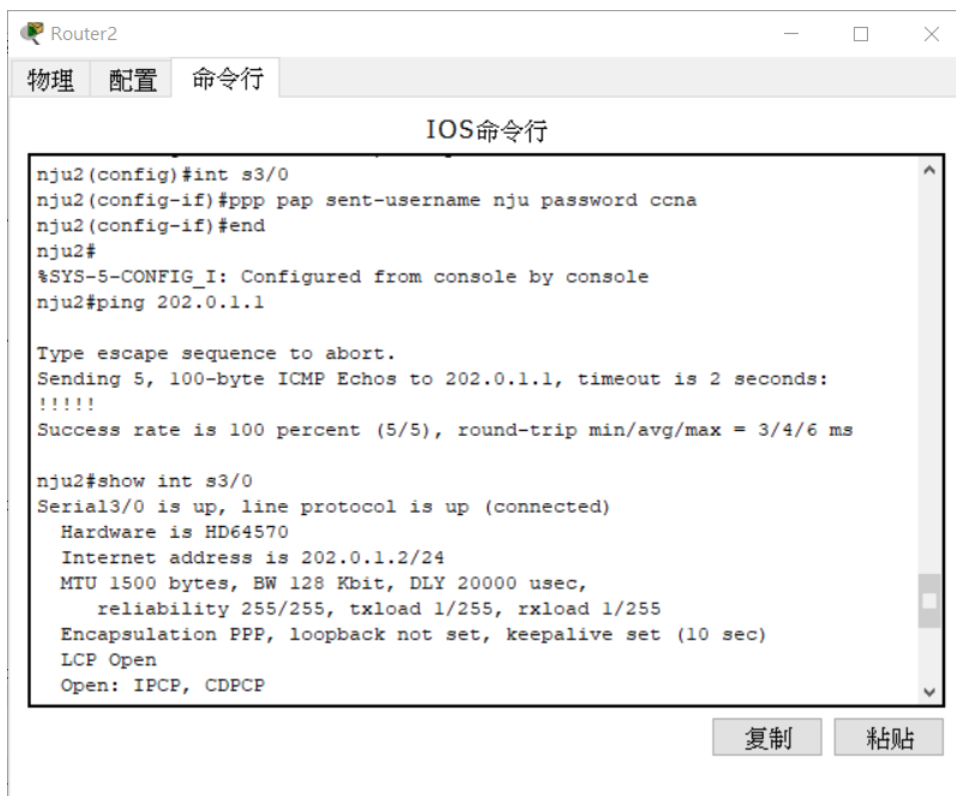 Router2
物理 配置 命令行
IOS命令行
nju2(config)#int s3/0
nju2(config-if)#ppp pap sent-username nju password ccna
nju2(config-if)#end
nju2#
%SYS-5-CONFIG_I: Configured from console by console
nju2#ping 202.0.1.1
Type escape sequence to abort.
Sending 5, 100-byte ICMP Echos to 202.0.1.1, timeout is 2 seconds:
!!!!!
Success rate is 100 percent (5/5), round-trip min/avg/max = 3/4/6 ms
nju2#show int s3/0
Serial3/0 is up, line protocol is up (connected)
Hardware is HD64570
Internet address is 202.0.1.2/24
MTU 1500 bytes, BW 128 Kbit, DLY 20000 usec,
reliability 255/255, txload 1/255, rxload 1/255
Encapsulation PPP, loopback not set, keepalive set (10 sec)
LCP Open
Open: IPCP, CDPCP
复制 粘贴